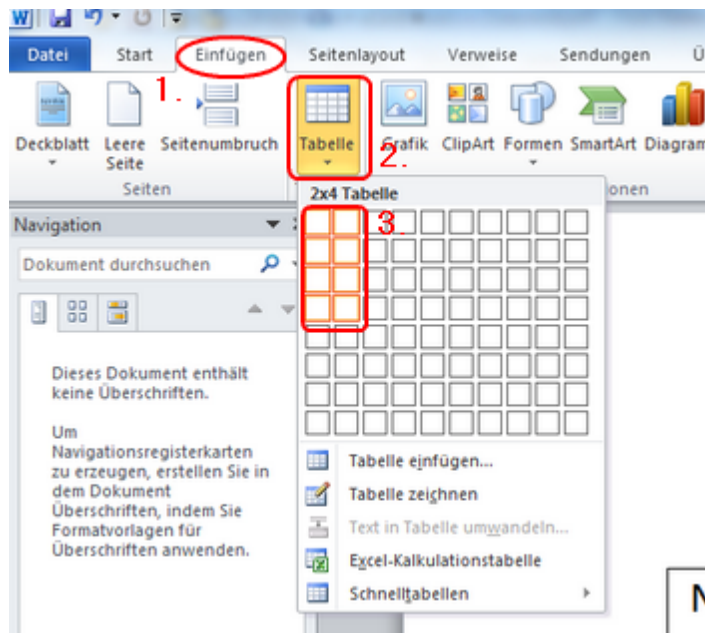 W
Datei Start Einfügen Seitenlayout Verweise Sendungen Ü
1.
Deckblatt Leere Seite Seitenumbruch Tabelle Grafik ClipArt Formen SmartArt Diagram
2.
Seiten onen
2x4 Tabelle
3.
Navigation
Dokument durchsuchen
Dieses Dokument enthält
keine Überschriften.
Um
Navigationsregisterkarten
zu erzeugen, erstellen Sie in
dem Dokument
Überschriften, indem Sie
Formatvorlagen für
Überschriften anwenden.
Tabelle einfügen...
Tabelle zeichnen
Text in Tabelle umwandeln...
Excel-Kalkulationstabelle
Schnelltabellen
N